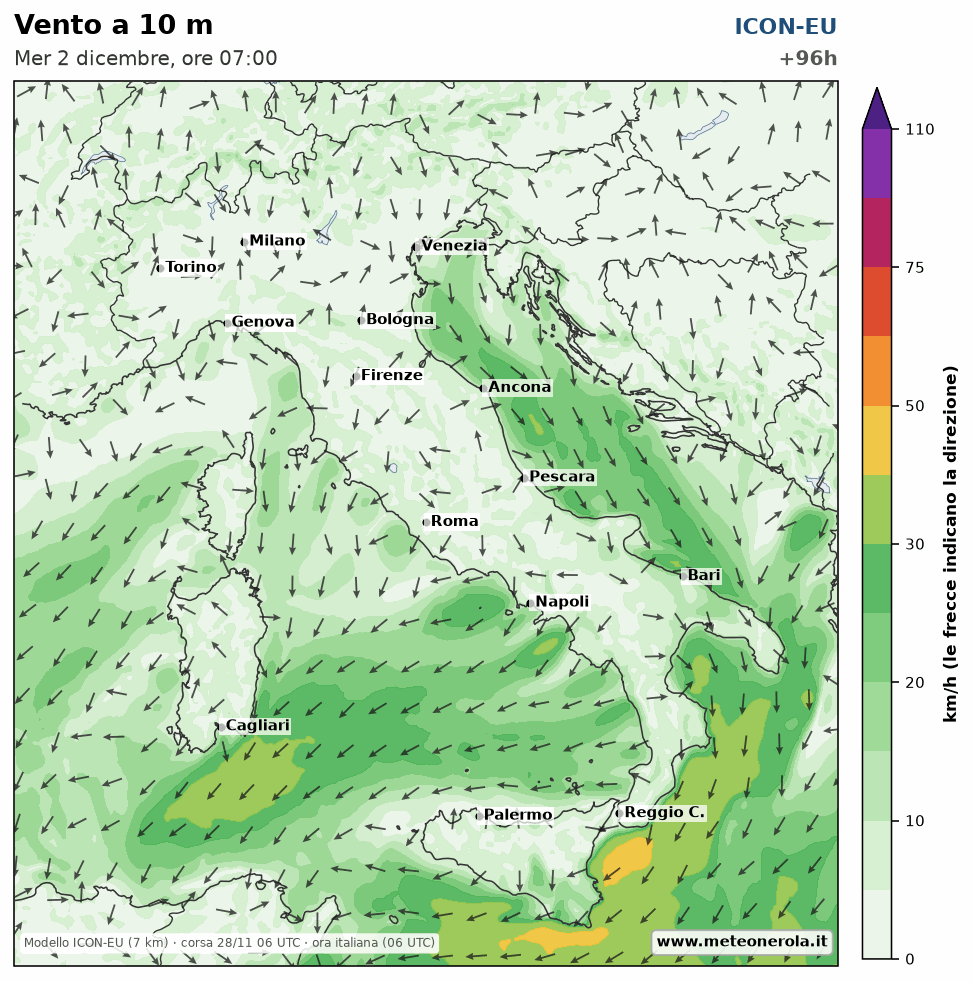 Vento a 10 m
ICON-EU
Mer 2 dicembre, ore 07:00
+96h
110
Milano
Venezia
Torino
75
Genova
Bologna
Firenze
Ancona
50
Pescara
Roma
30
Bari
Napoli
20
Cagliari
Palermo
Reggio C.
10
0
km/h (le frecce indicano la direzione)
Modello ICON-EU (7 km) · corsa 28/11 06 UTC · ora italiana (06 UTC)
www.meteonerola.it